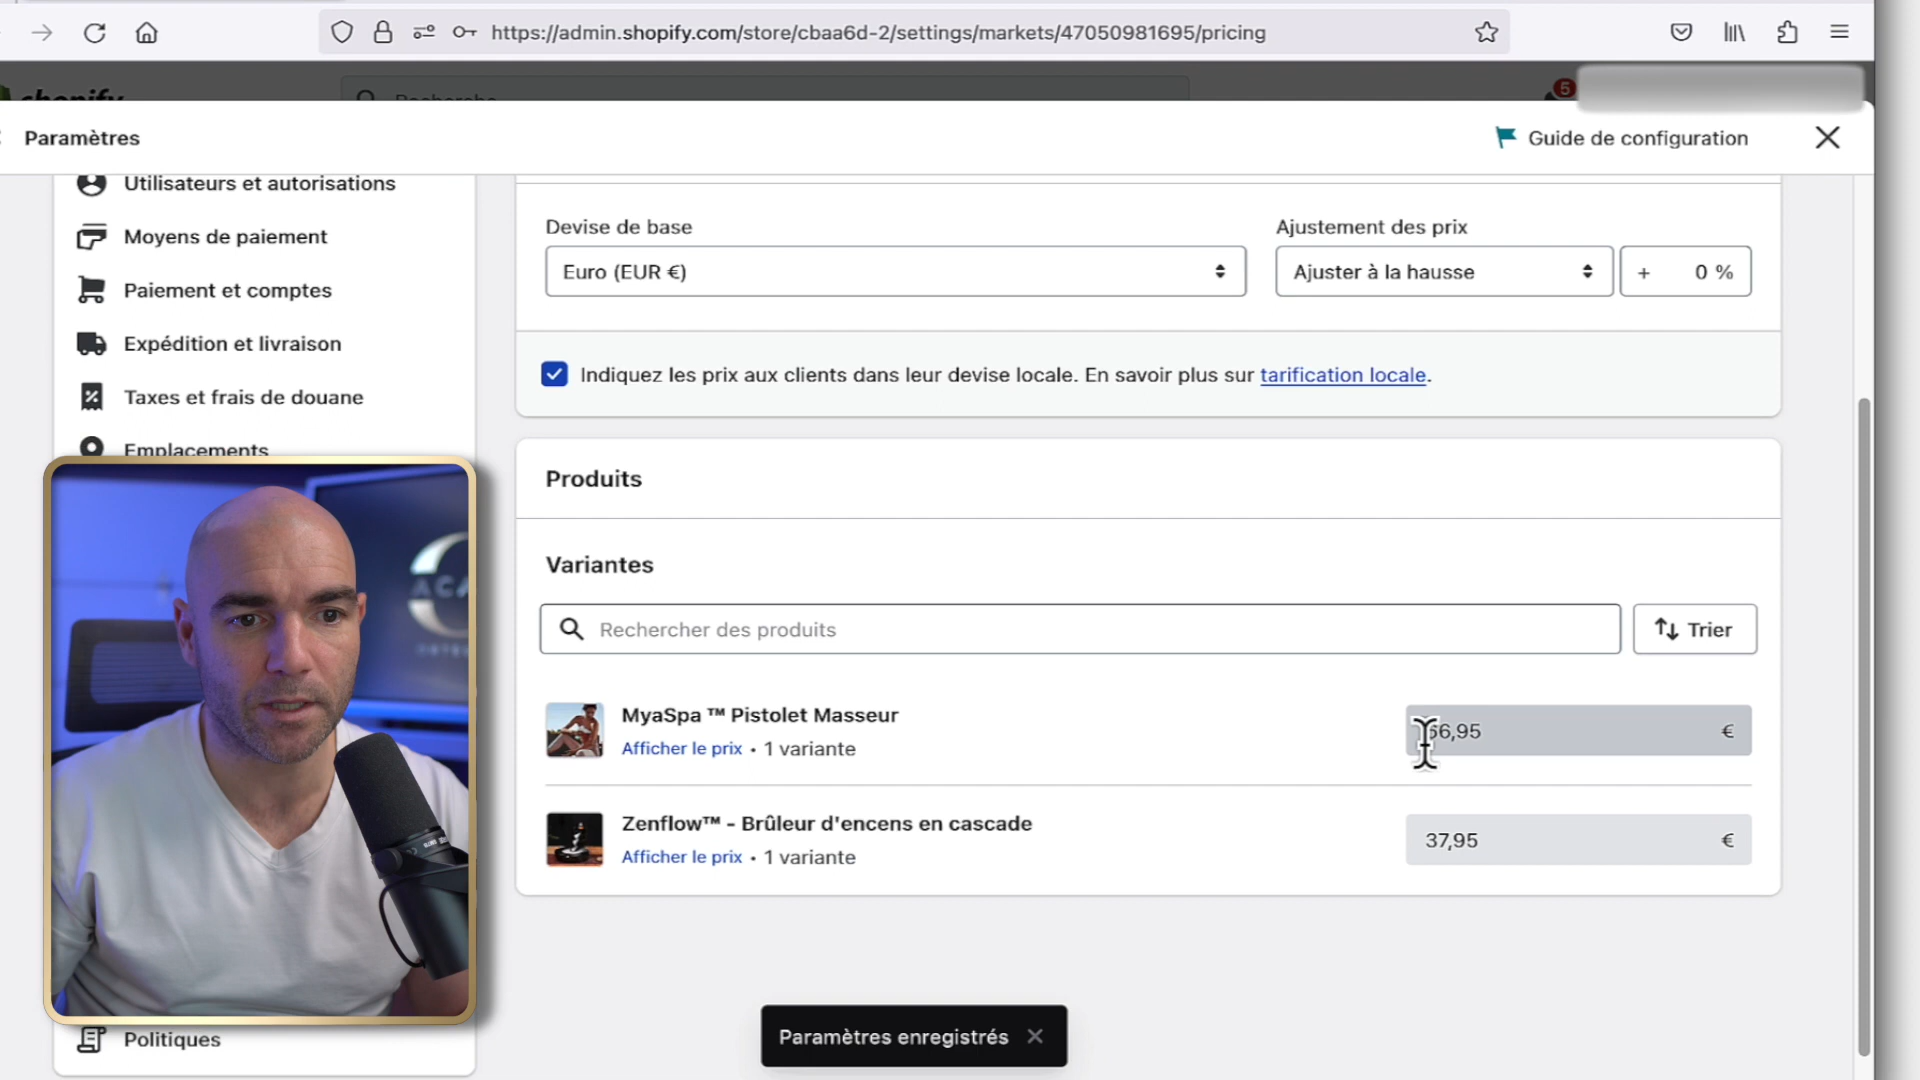 https://admin.shopify.com/store/cbaa6d-2/settings/markets/47050981695/pricing
shopify
Recherche
5
Paramètres
Guide de configuration
Utilisateurs et autorisations
Moyens de paiement
Paiement et comptes
Expédition et livraison
Taxes et frais de douane
Emplacements
Politiques
Devise de base
Ajustement des prix
Euro (EUR €)
Ajuster à la hausse
+ 0 %
Indiquez les prix aux clients dans leur devise locale. En savoir plus sur tarification locale.
Produits
Variantes
Rechercher des produits
Trier
MyaSpa ™ Pistolet Masseur
Afficher le prix • 1 variante
€
Zenflow™ - Brûleur d'encens en cascade
Afficher le prix • 1 variante
37,95 €
Paramètres enregistrés